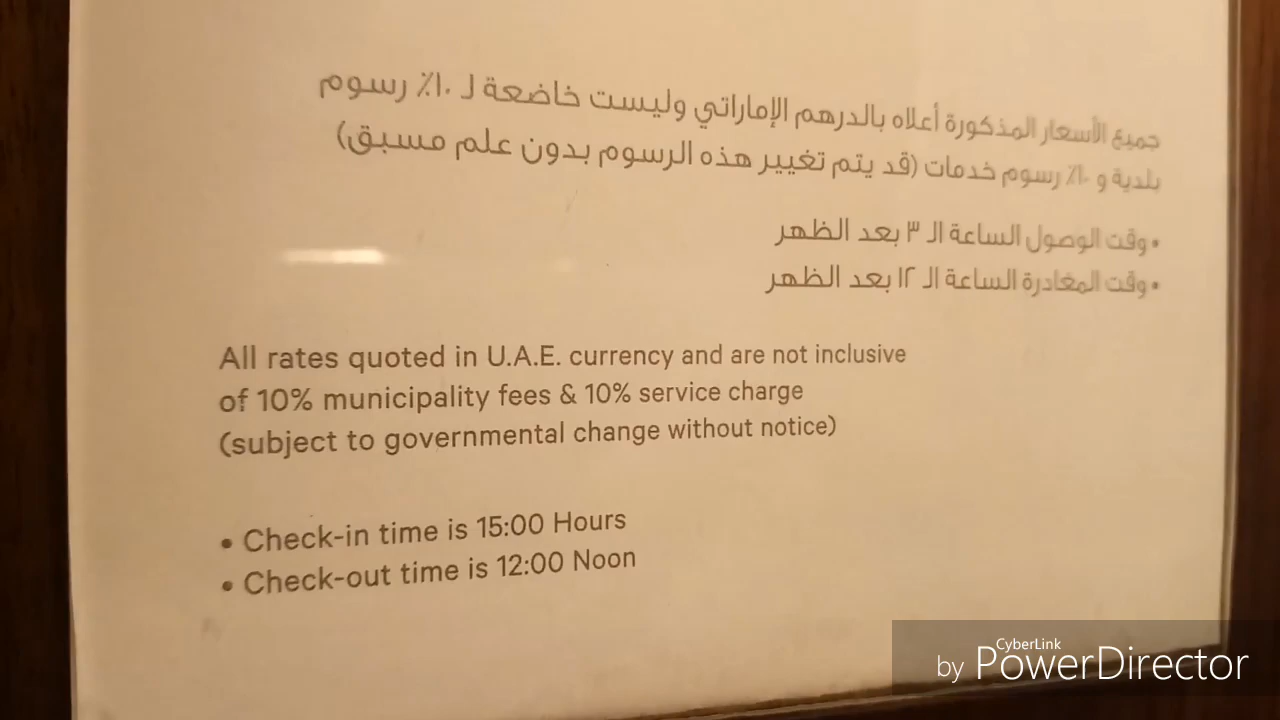 جميع الأسعار المذكورة أعلاه بالدرهم الإماراتي وليست خاضعة لـ ١٠٪ رسوم
بلدية و ١٠٪ رسوم خدمات (قد يتم تغيير هذه الرسوم بدون علم مسبق)
• وقت الوصول الساعة الـ ٣ بعد الظهر
• وقت المغادرة الساعة الـ ١٢ بعد الظهر
All rates quoted in U.A.E. currency and are not inclusive
of 10% municipality fees & 10% service charge
(subject to governmental change without notice)
• Check-in time is 15:00 Hours
• Check-out time is 12:00 Noon
CyberLink
by PowerDirector